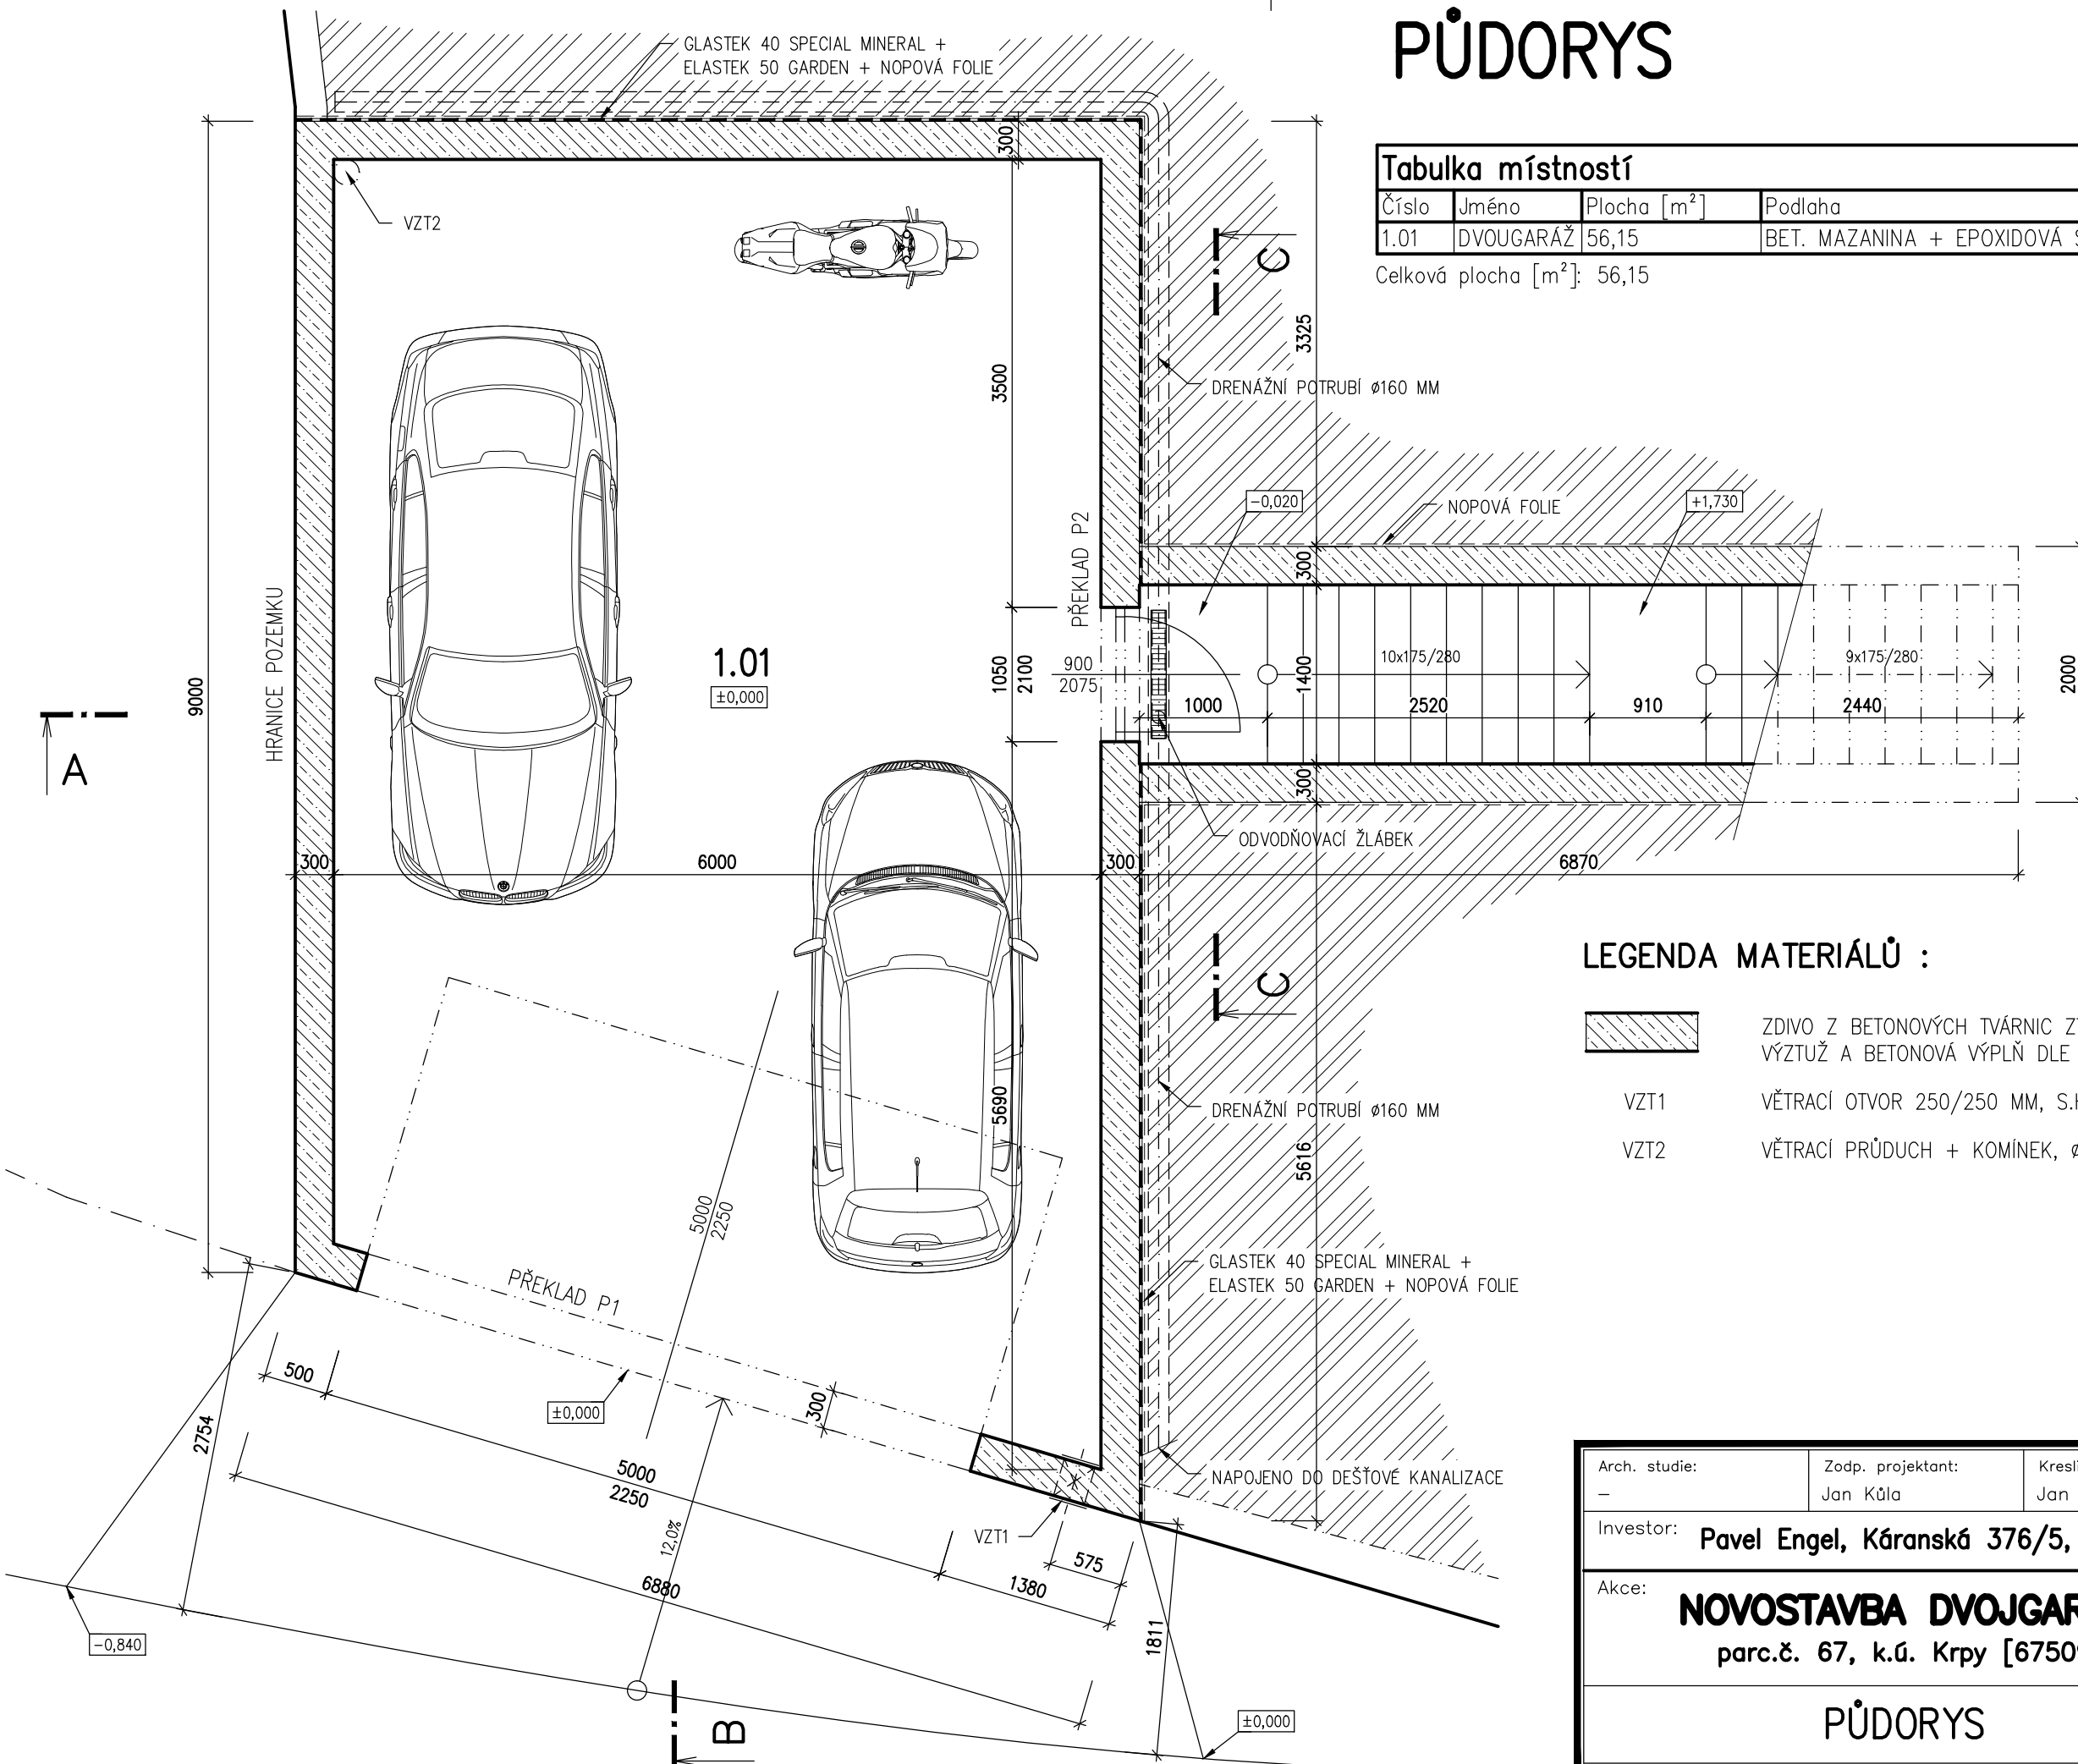 PŮDORYS
GLASTEK 40 SPECIAL MINERAL +
ELASTEK 50 GARDEN + NOPOVÁ FOLIE
Tabulka místností
Číslo Jméno Plocha [m²] Podlaha
1.01 DVOUGARÁŽ 56,15 BET. MAZANINA + EPOXIDOVÁ
Celková plocha [m²]: 56,15
300
VZT2
C
3325
3500
DRENÁŽNÍ POTRUBÍ ø160 MM
-0,020
NOPOVÁ FOLIE
+1,730
PŘEKLAD P2
300
HRANICE POZEMKU
9000
1.01
±0,000
1050
2100
900
2075
1400
10x175/280
9x175/280
2000
1000
2520
910
2440
A
300
ODVODŇOVACÍ ŽLÁBEK
300
6000
300
6870
C
LEGENDA MATERIÁLŮ :
ZDIVO Z BETONOVÝCH TVÁRNIC
VÝZTUŽ A BETONOVÁ VÝPLŇ DLE
VZT1 VĚTRACÍ OTVOR 250/250 MM,
VZT2 VĚTRACÍ PRŮDUCH + KOMÍNEK,
5690
DRENÁŽNÍ POTRUBÍ ø160 MM
5616
5000
2250
GLASTEK 40 SPECIAL MINERAL +
ELASTEK 50 GARDEN + NOPOVÁ FOLIE
PŘEKLAD P1
500
±0,000
300
2754
5000
2250
NAPOJENO DO DEŠŤOVÉ KANALIZACE
VZT1
12,0%
575
6880
1380
1811
-0,840
±0,000
B
Arch. studie: Zodp. projektant:
– Jan Kůla Jan
Investor: Pavel Engel, Káranská 376/5,
Akce:
NOVOSTAVBA
parc.č. 67, k.ú. Krpy
PŮDORYS